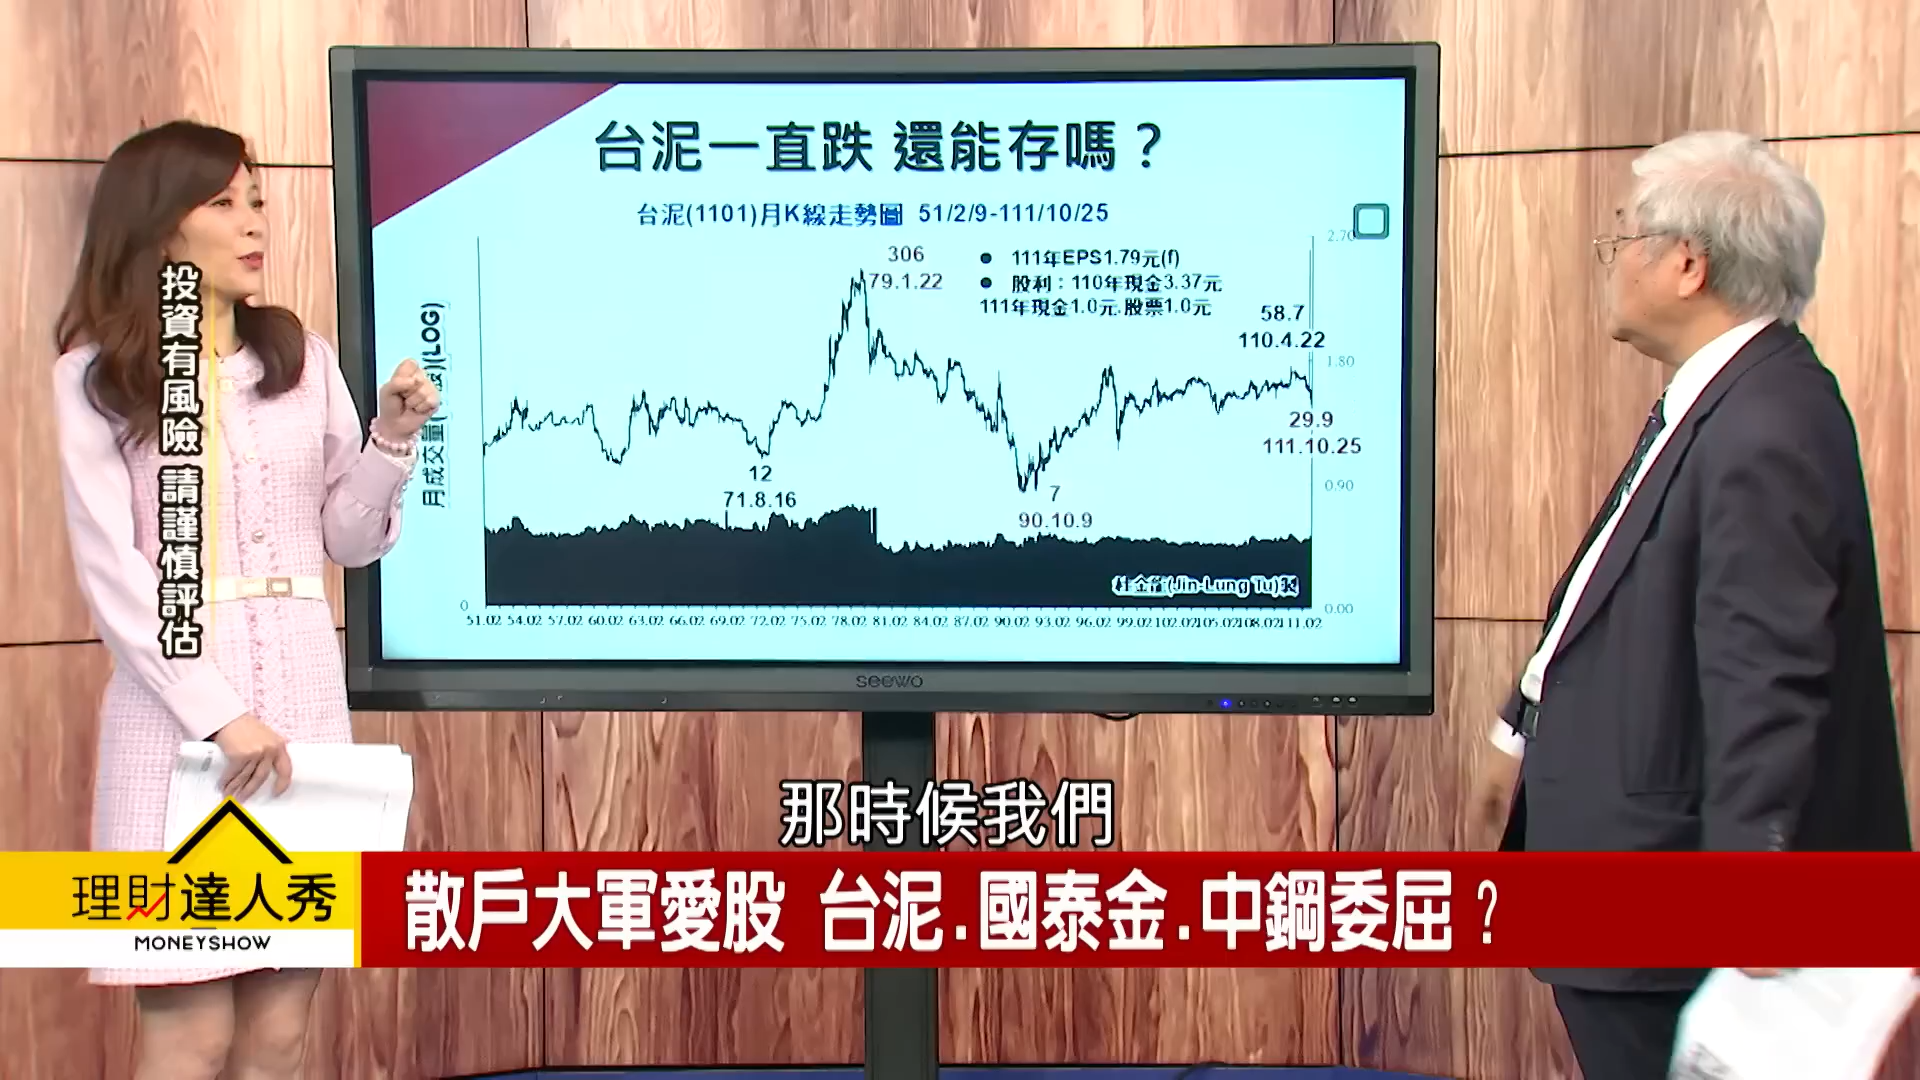 台泥一直跌 還能存嗎？
台泥(1101)月K線走勢圖 51/2/9-111/10/25
306
79.1.22
● 111年EPS1.79元(f)
● 股利：110年現金3.37元
111年現金1.0元.股票1.0元
58.7
110.4.22
29.9
111.10.25
12
71.8.16
7
90.10.9
2.70
1.80
0.90
0.00
0
(LOG)
月成交量
(Jin-Lung Tu)製
51.02 54.02 57.02 60.02 63.02 66.02 69.02 72.02 75.02 78.02 81.02 84.02 87.02 90.02 93.02 96.02 99.02 102.02 105.02 108.02 111.02
seewo
投資有風險 請謹慎評估
那時候我們
理財達人秀
MONEYSHOW
散戶大軍愛股 台泥.國泰金.中鋼委屈？